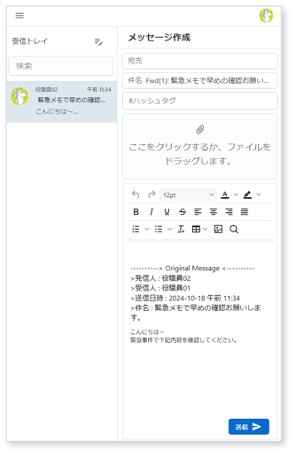 受信トレイ
検索
役職員02 午前 11:34
緊急メモで早めの確認...
こんにちは～...
メッセージ作成
宛先
件名 Fwd(1): 緊急メモで早めの確認お願い...
#ハッシュタグ
ここをクリックするか、ファイルを
ドラッグします。
12pt
A
B I U S
----------> Original Message <----------
>発信人 : 役職員02
>受信人 : 役職員01
>送信日時 : 2024-10-18 午前 11:34
>件名 : 緊急メモで早めの確認お願いしま
す。
こんにちは～
緊急事件で下記内容を確認してください。
送信